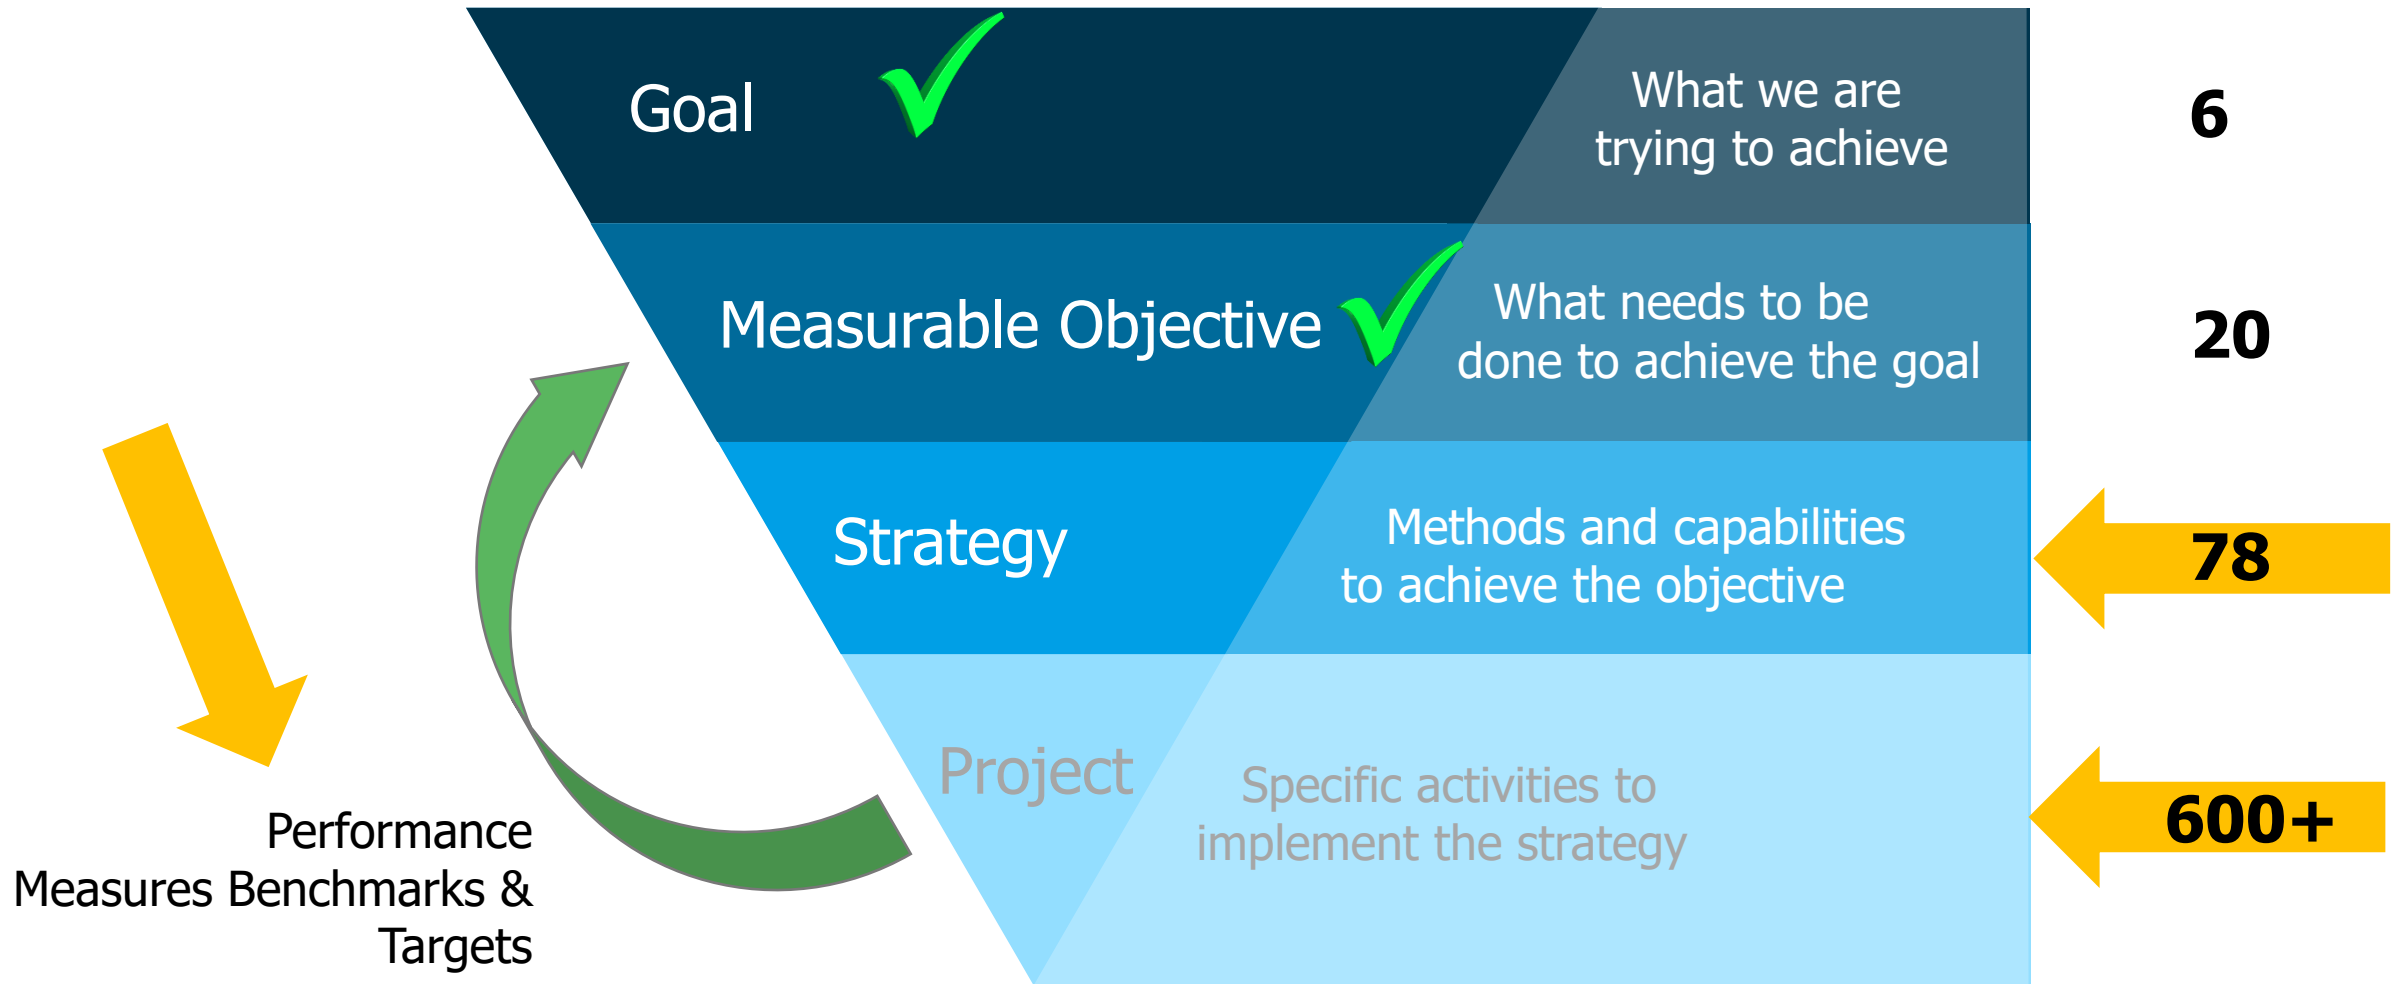 Goal
What we are
trying to achieve
6
Measurable Objective
What needs to be
done to achieve the goal
20
Strategy
Methods and capabilities
to achieve the objective
78
Project
Specific activities to
implement the strategy
600+
Performance
Measures Benchmarks &
Targets